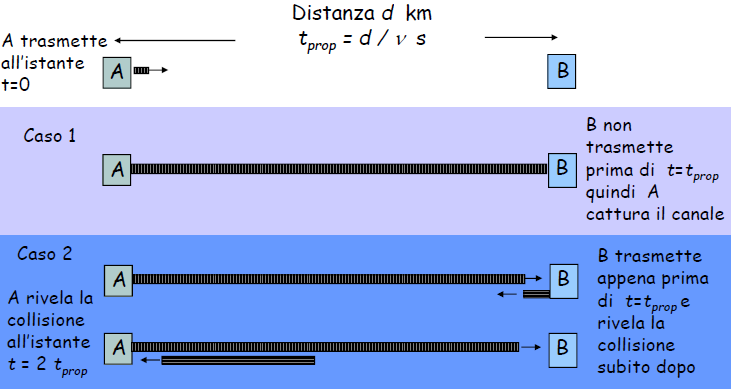 Distanza d km
t_prop = d / ν s
A trasmette
all'istante
t=0
A
B
Caso 1
A
B
B non
trasmette
prima di t=t_prop
quindi A
cattura il canale
Caso 2
A
B
A rivela la
collisione
all'istante
t = 2 t_prop
A
B
B trasmette
appena prima
di t=t_prop e
rivela la
collisione
subito dopo